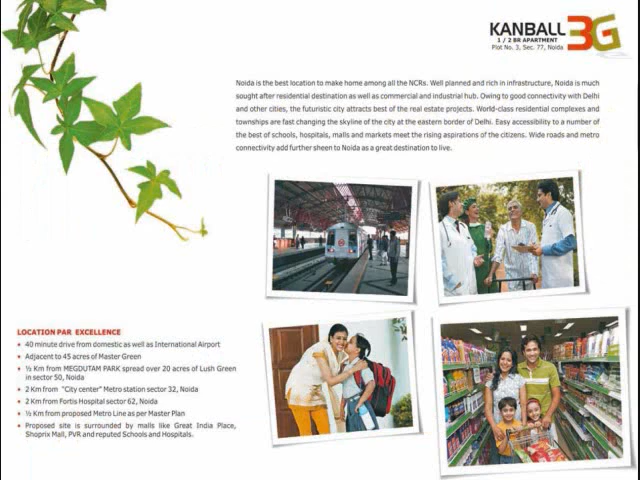 KANBALL 3G
1 / 2 BR APARTMENT
Plot No. 3, Sec. 77, Noida
Noida is the best location to make home among all the NCRs. Well planned and rich in infrastructure, Noida is much
sought after residential destination as well as commercial and industrial hub. Owing to good connectivity with Delhi
and other cities, the futuristic city attracts best of the real estate projects. World-class residential complexes and
townships are fast changing the skyline of the city at the eastern border of Delhi. Easy accessibility to a number of
the best of schools, hospitals, malls and markets meet the rising aspirations of the citizens. Wide roads and metro
connectivity add further sheen to Noida as a great destination to live.
LOCATION PAR EXCELLENCE
• 40 minute drive from domestic as well as International Airport
• Adjacent to 45 acres of Master Green
• ½ Km from MEGDUTAM PARK spread over 20 acres of Lush Green
in sector 50, Noida
• 2 Km from "City center" Metro station sector 32, Noida
• 2 Km from Fortis Hospital sector 62, Noida
• ½ Km from proposed Metro Line as per Master Plan
• Proposed site is surrounded by malls like Great India Place,
Shoprix Mall, PVR and reputed Schools and Hospitals.